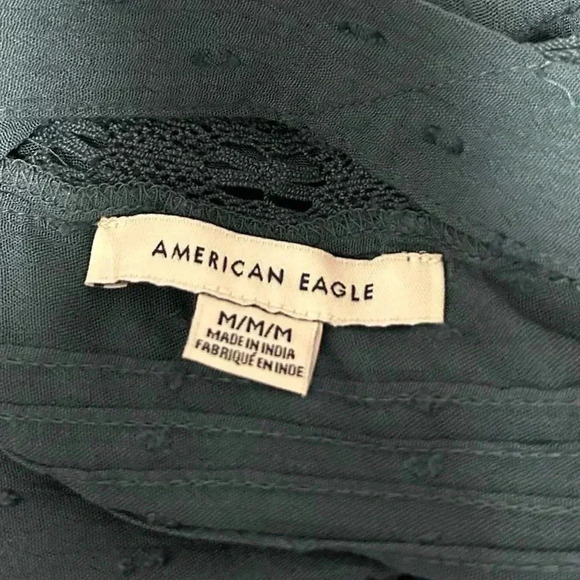 AMERICAN EAGLE
M/M/M
MADE IN INDIA
FABRIQUÉ EN INDE